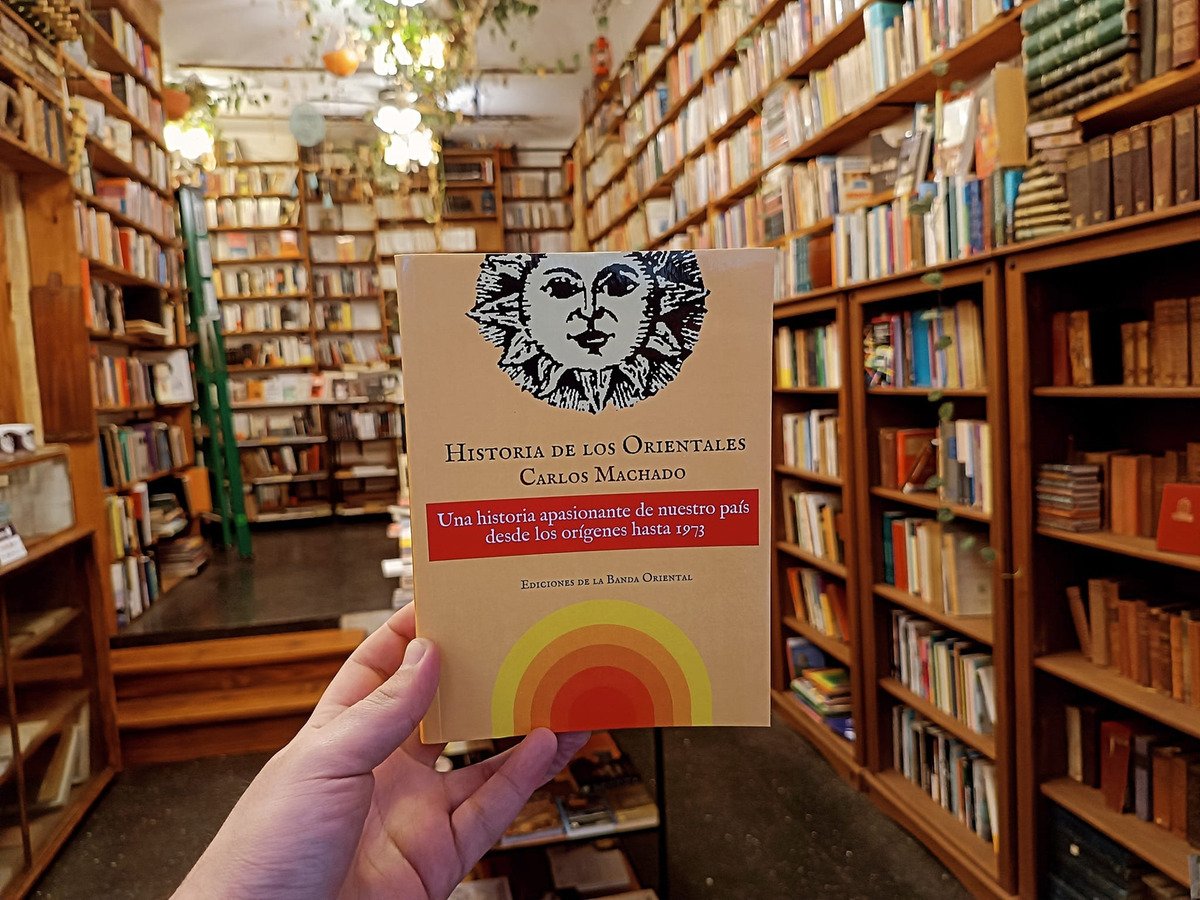 Historia de los Orientales
Carlos Machado
Una historia apasionante de nuestro país
desde los orígenes hasta 1973
Ediciones de la Banda Oriental